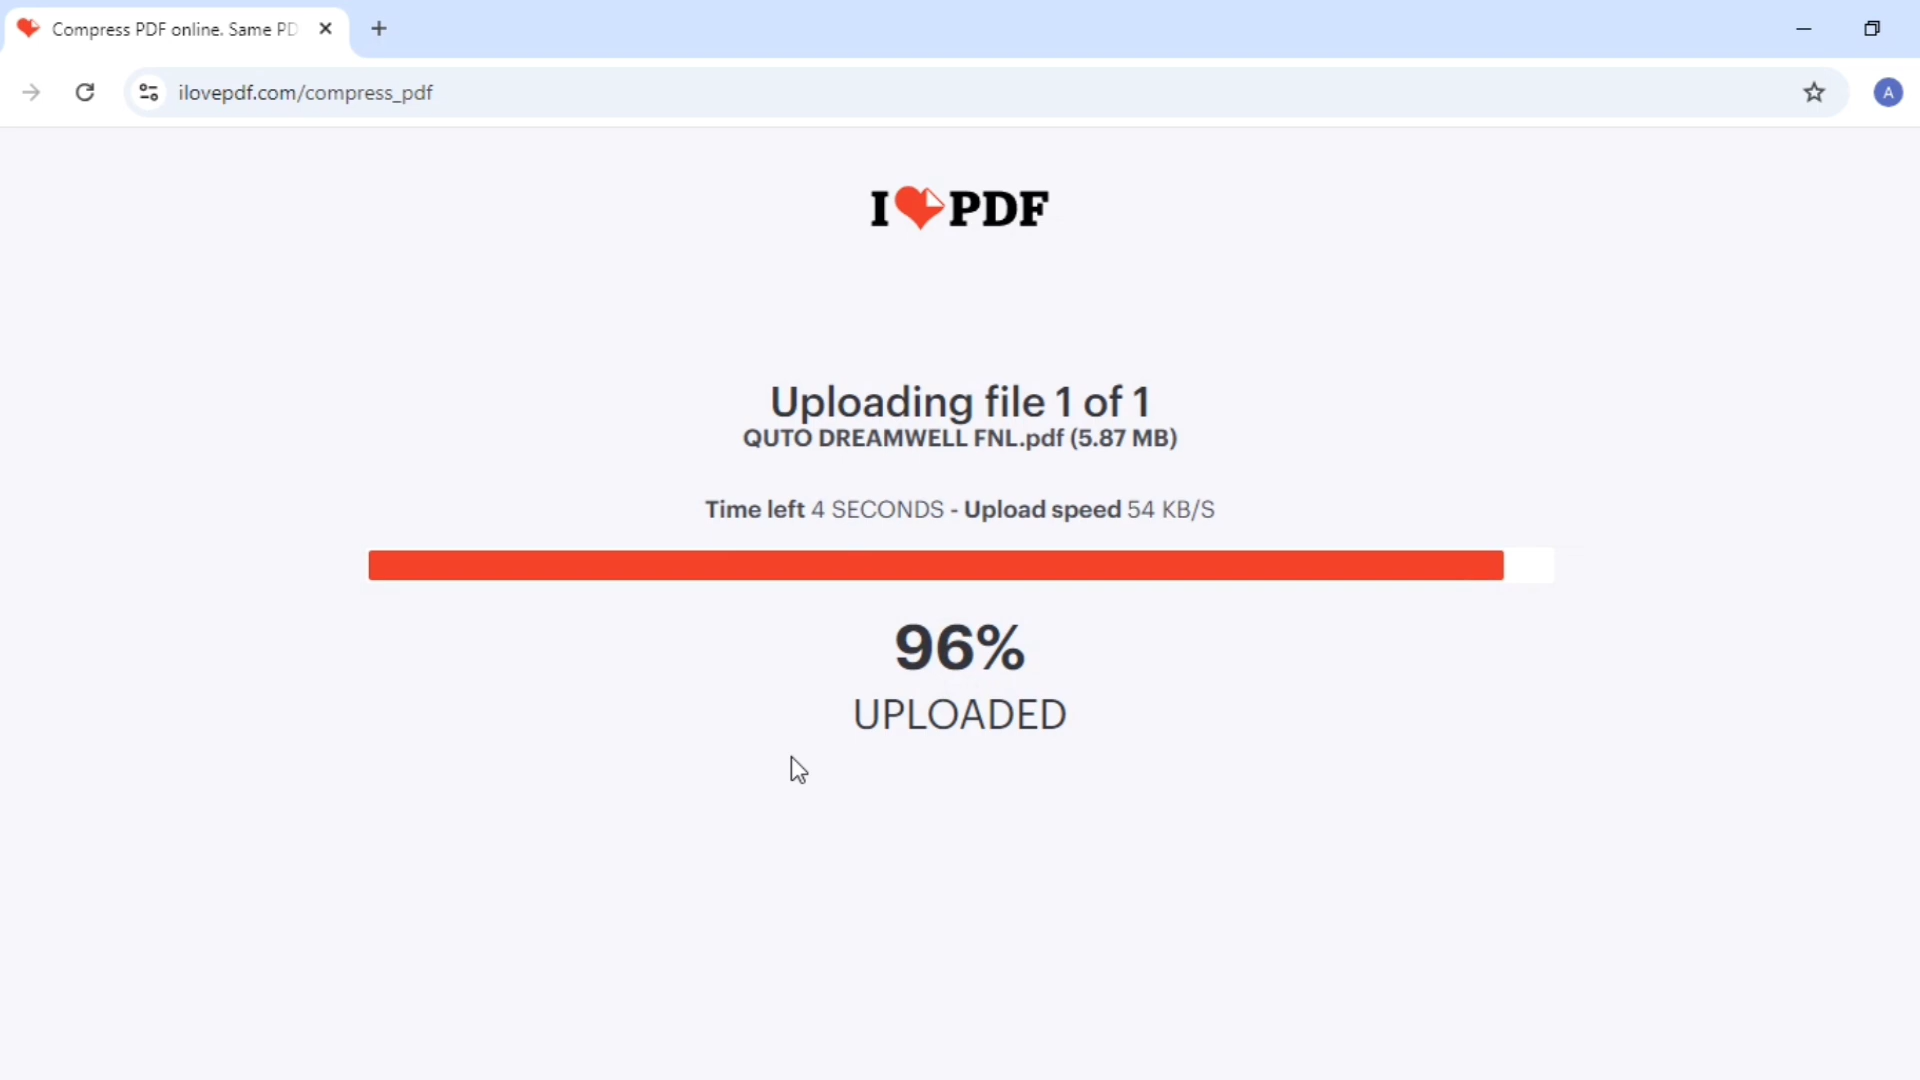 Compress PDF online. Same PD
ilovepdf.com/compress_pdf
A
I PDF
Uploading file 1 of 1
QUTO DREAMWELL FNL.pdf (5.87 MB)
Time left 4 SECONDS - Upload speed 54 KB/S
96%
UPLOADED